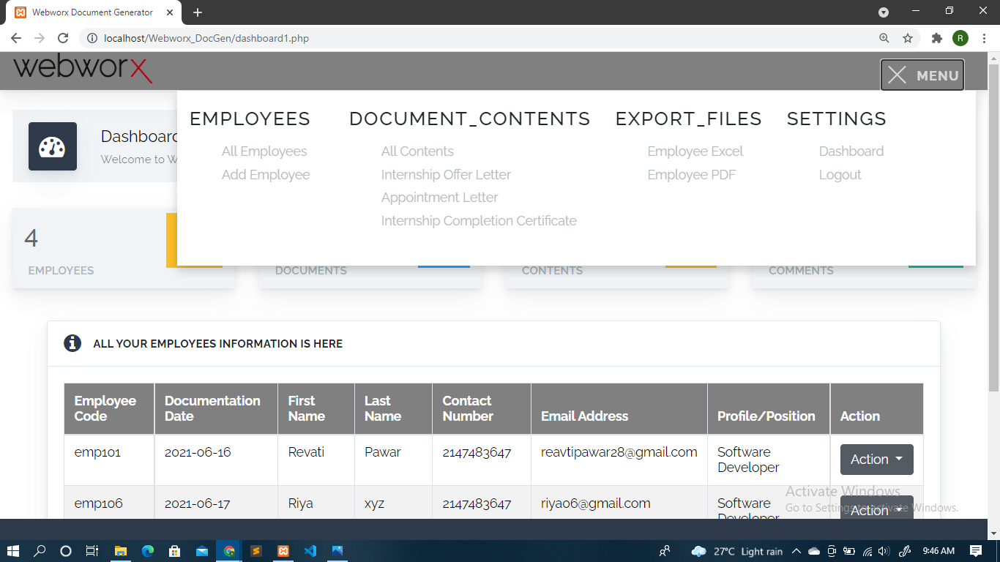 Webworx Document Generator
localhost/Webworx_DocGen/dashboard1.php
R
webworx
MENU
EMPLOYEES
All Employees
Add Employee
DOCUMENT_CONTENTS
All Contents
Internship Offer Letter
Appointment Letter
Internship Completion Certificate
EXPORT_FILES
Employee Excel
Employee PDF
SETTINGS
Dashboard
Logout
Dashboard
Welcome to W
4
EMPLOYEES
DOCUMENTS
CONTENTS
COMMENTS
ALL YOUR EMPLOYEES INFORMATION IS HERE
Employee Code Documentation Date First Name Last Name Contact Number Email Address Profile/Position Action
emp101 2021-06-16 Revati Pawar 2147483647 reavtipawar28@gmail.com Software Developer Action
emp106 2021-06-17 Riya xyz 2147483647 riya06@gmail.com Software Developer Action
Activate Windows
Go to Settings to activate Windows.
27°C Light rain 9:46 AM